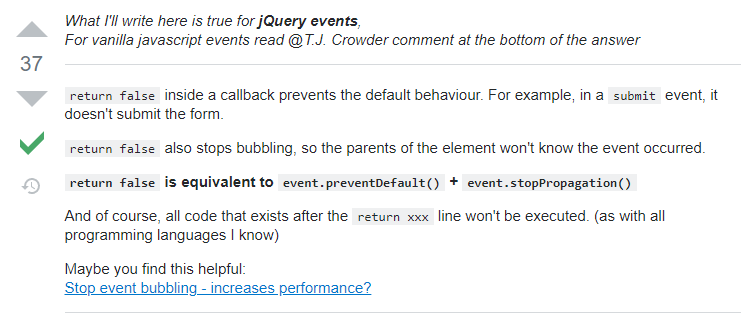 What I'll write here is true for jQuery events,
For vanilla javascript events read @T.J. Crowder comment at the bottom of the answer
37
return false inside a callback prevents the default behaviour. For example, in a submit event, it
doesn't submit the form.
return false also stops bubbling, so the parents of the element won't know the event occurred.
return false is equivalent to event.preventDefault() + event.stopPropagation()
And of course, all code that exists after the return xxx line won't be executed. (as with all
programming languages I know)
Maybe you find this helpful:
Stop event bubbling - increases performance?